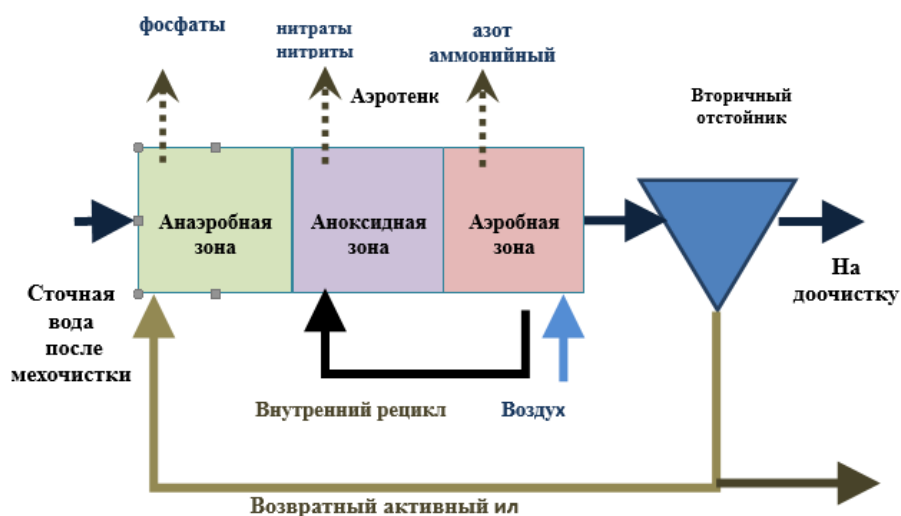 фосфаты
нитраты
нитриты
азот
аммонийный
Аэротенк
Вторичный
отстойник
Анаэробная
зона
Аноксидная
зона
Аэробная
зона
Сточная
вода
после
мехочистки
На
доочистку
Внутренний рецикл
Воздух
Возвратный активный ил